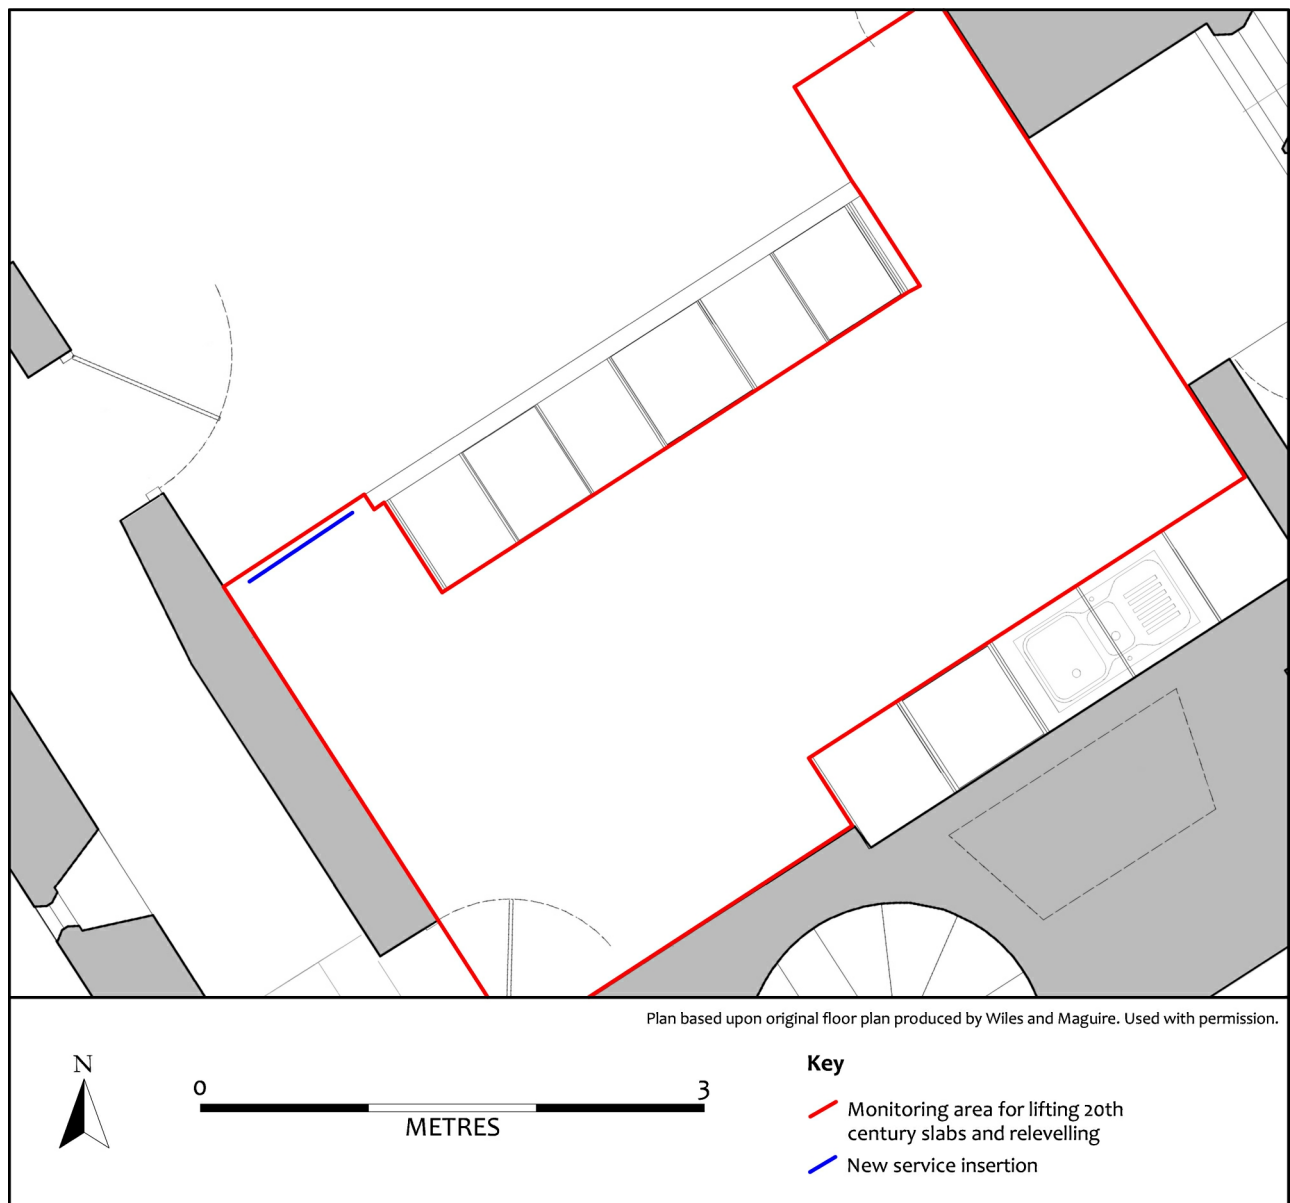 Plan based upon original floor plan produced by Wiles and Maguire. Used with permission.
N
0 3
METRES
Key
Monitoring area for lifting 20th
century slabs and relevelling
New service insertion